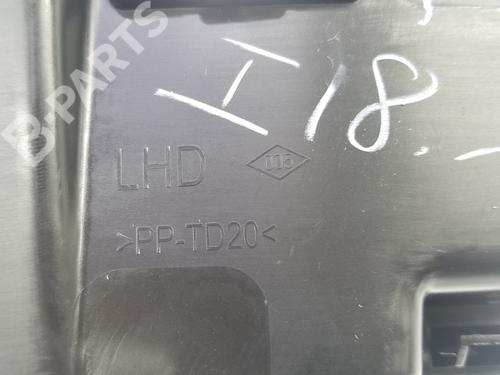 B-PARTS
I 18.
LHD
>PP-TD20<